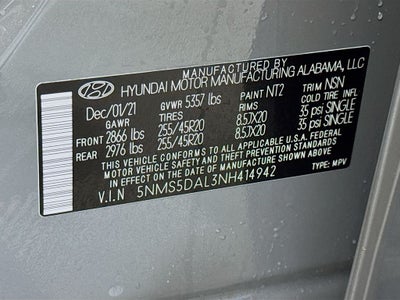 MANUFACTURED BY
HYUNDAI MOTOR MANUFACTURING ALABAMA, LLC
Dec/01/21 GVWR 5357 lbs PAINT NT2 TRIM NSN
GAWR TIRES RIMS COLD TIRE INFL
FRONT 2866 lbs 255/45R20 8.5JX20 35 psi SINGLE
REAR 2976 lbs 255/45R20 8.5JX20 35 psi SINGLE
THIS VEHICLE CONFORMS TO ALL APPLICABLE U.S.A. FEDERAL
MOTOR VEHICLE SAFETY AND THEFT PREVENTION STANDARDS IN
EFFECT ON THE DATE OF MANUFACTURE SHOWN ABOVE.
V.I.N 5NMS5DAL3NH414942 TYPE: MPV